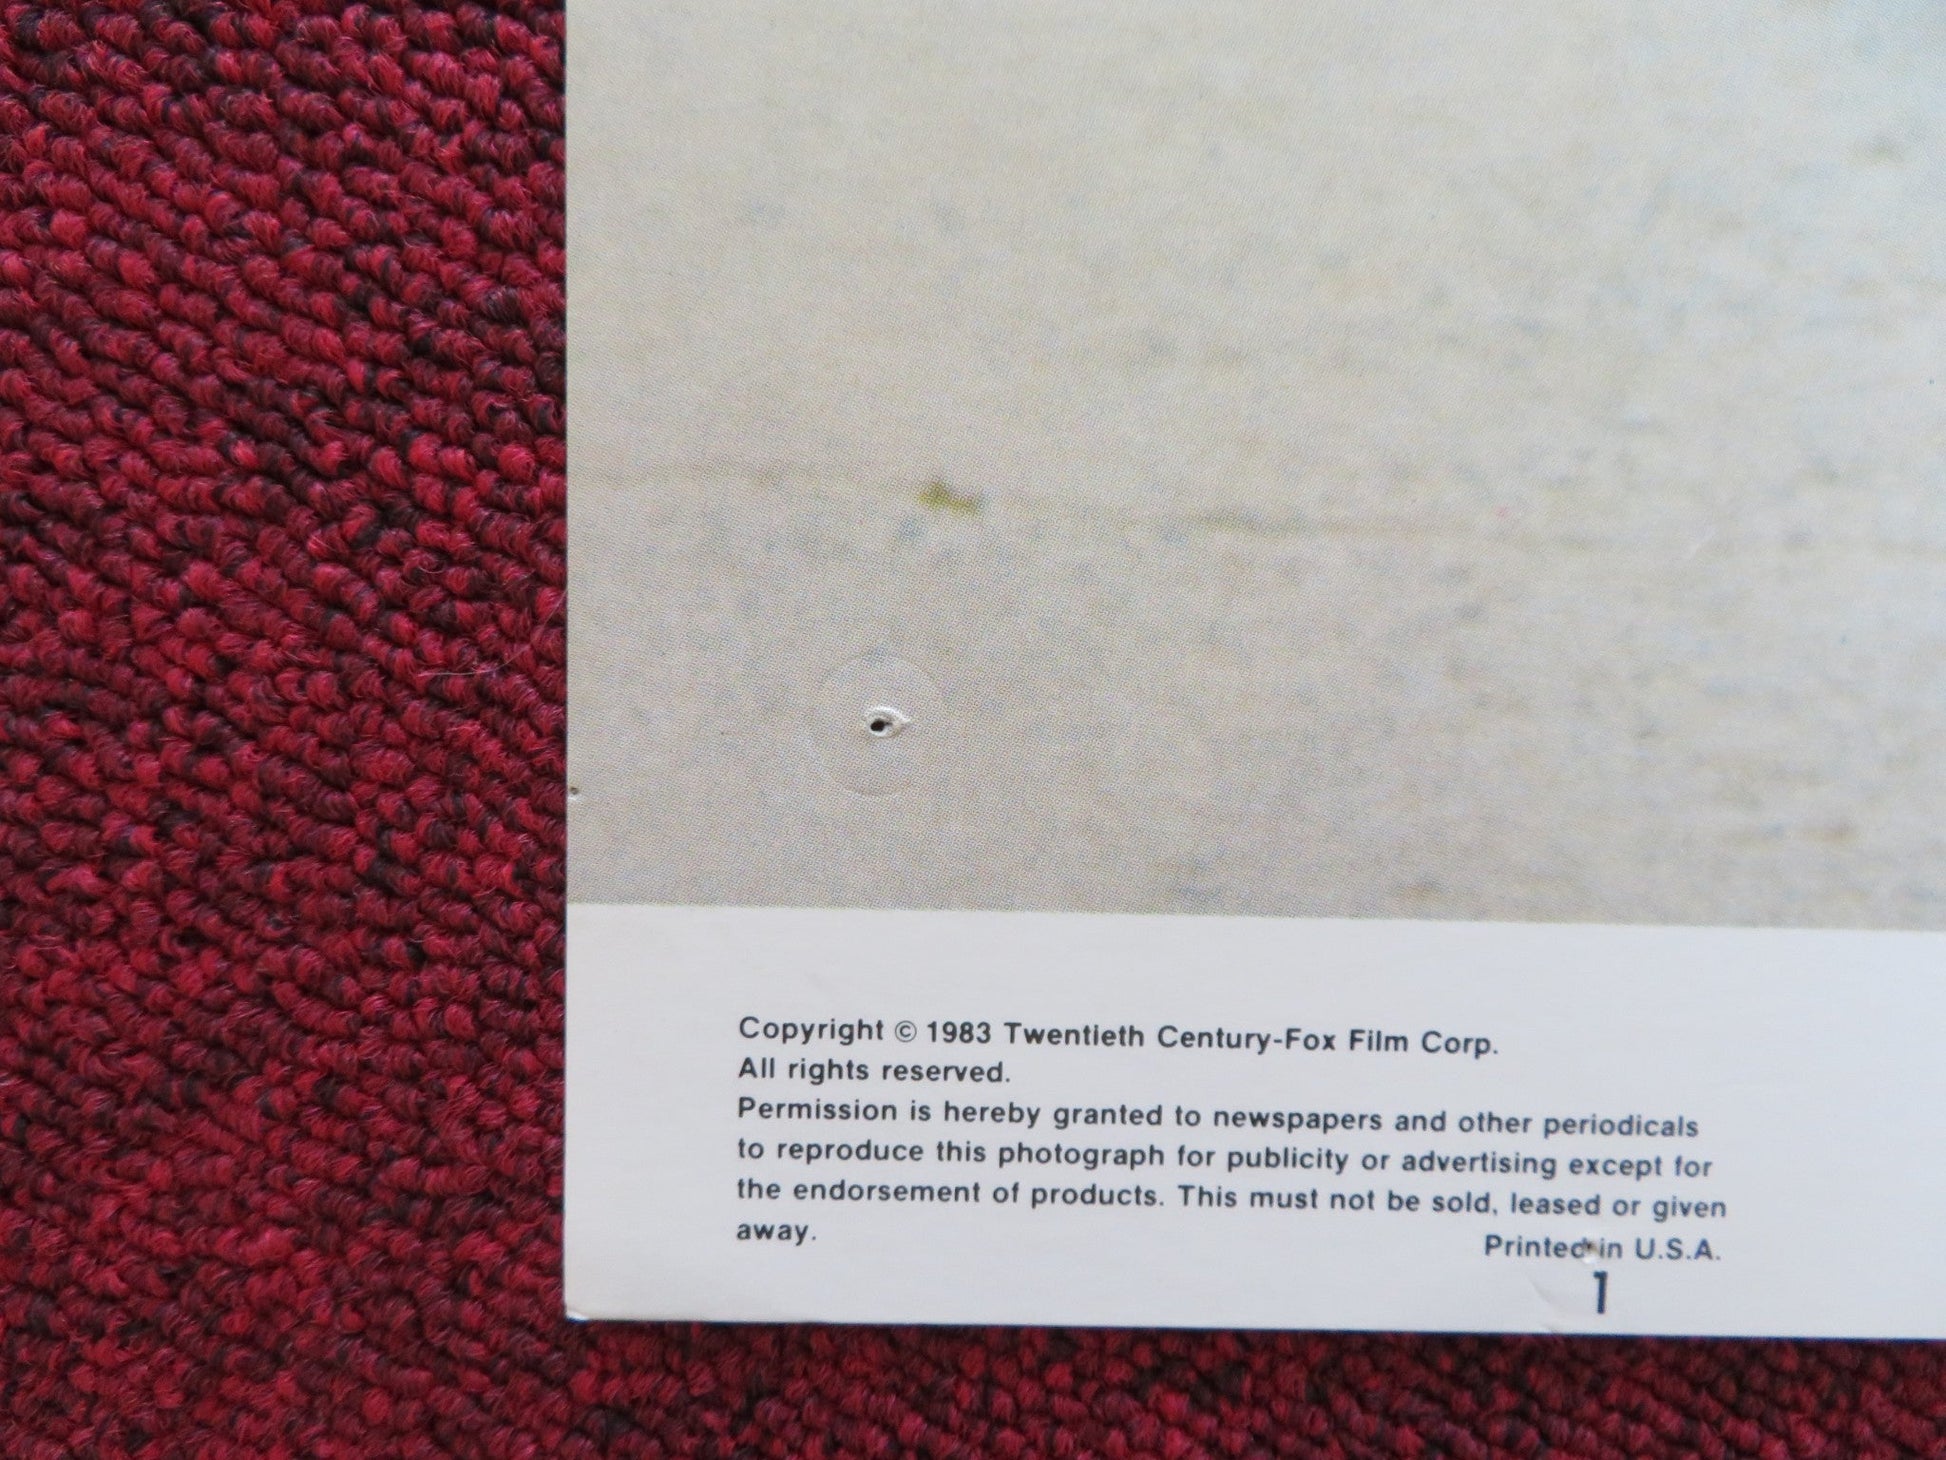 Copyright © 1983 Twentieth Century-Fox Film Corp.
All rights reserved.
Permission is hereby granted to newspapers and other periodicals
to reproduce this photograph for publicity or advertising except for
the endorsement of products. This must not be sold, leased or given
away.
Printed in U.S.A.
1